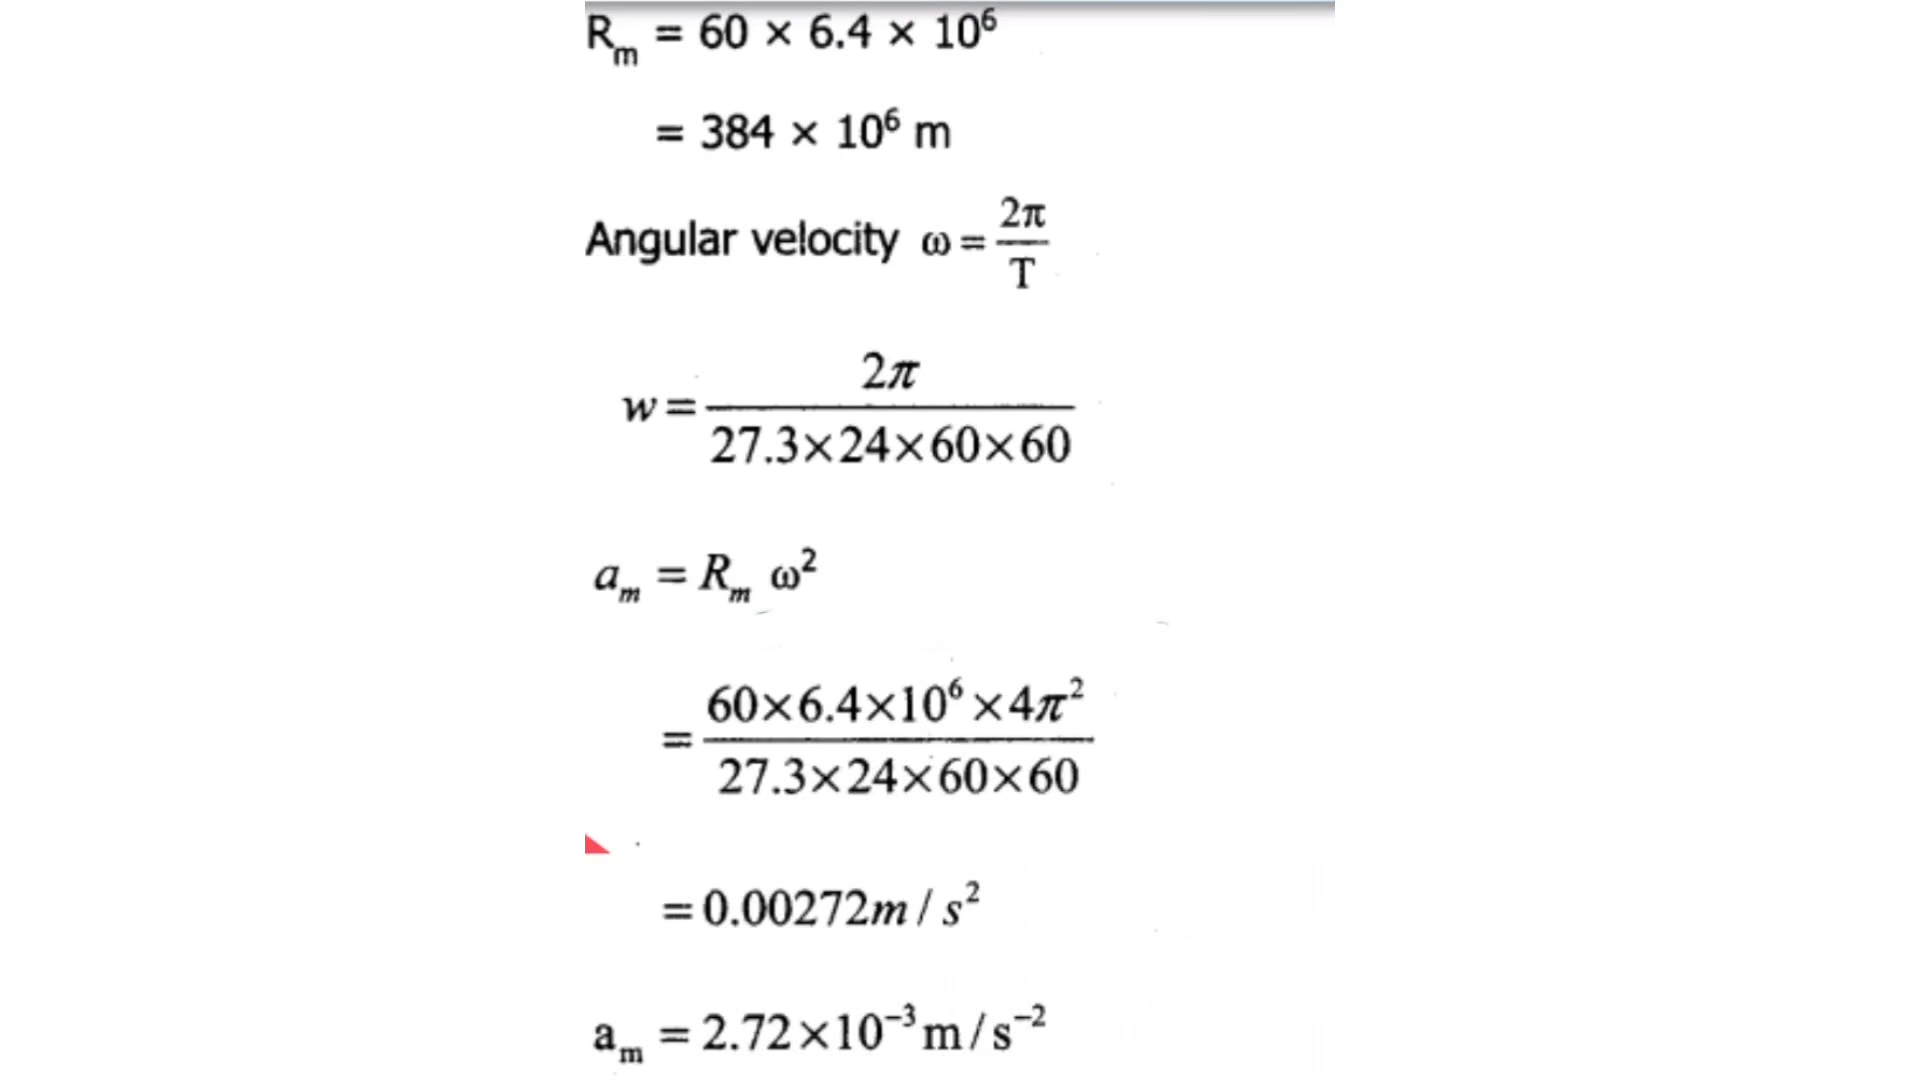 Rₘ = 60 × 6.4 × 10⁶
= 384 × 10⁶ m
Angular velocity ω = 2π/T
w = 2π/27.3×24×60×60
aₘ = Rₘ ω²
= 60×6.4×10⁶×4π²/27.3×24×60×60
= 0.00272m/s²
aₘ = 2.72×10⁻³m/s⁻²